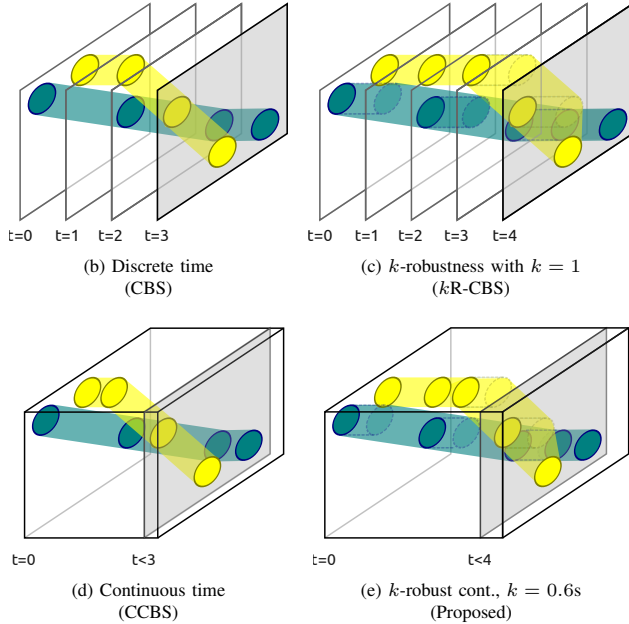 t=0 t=1 t=2 t=3
t=0 t=1 t=2 t=3 t=4
(b) Discrete time
(CBS)
(c) k-robustness with k = 1
(kR-CBS)
t=0 t<3
t=0 t<4
(d) Continuous time
(CCBS)
(e) k-robust cont., k = 0.6s
(Proposed)